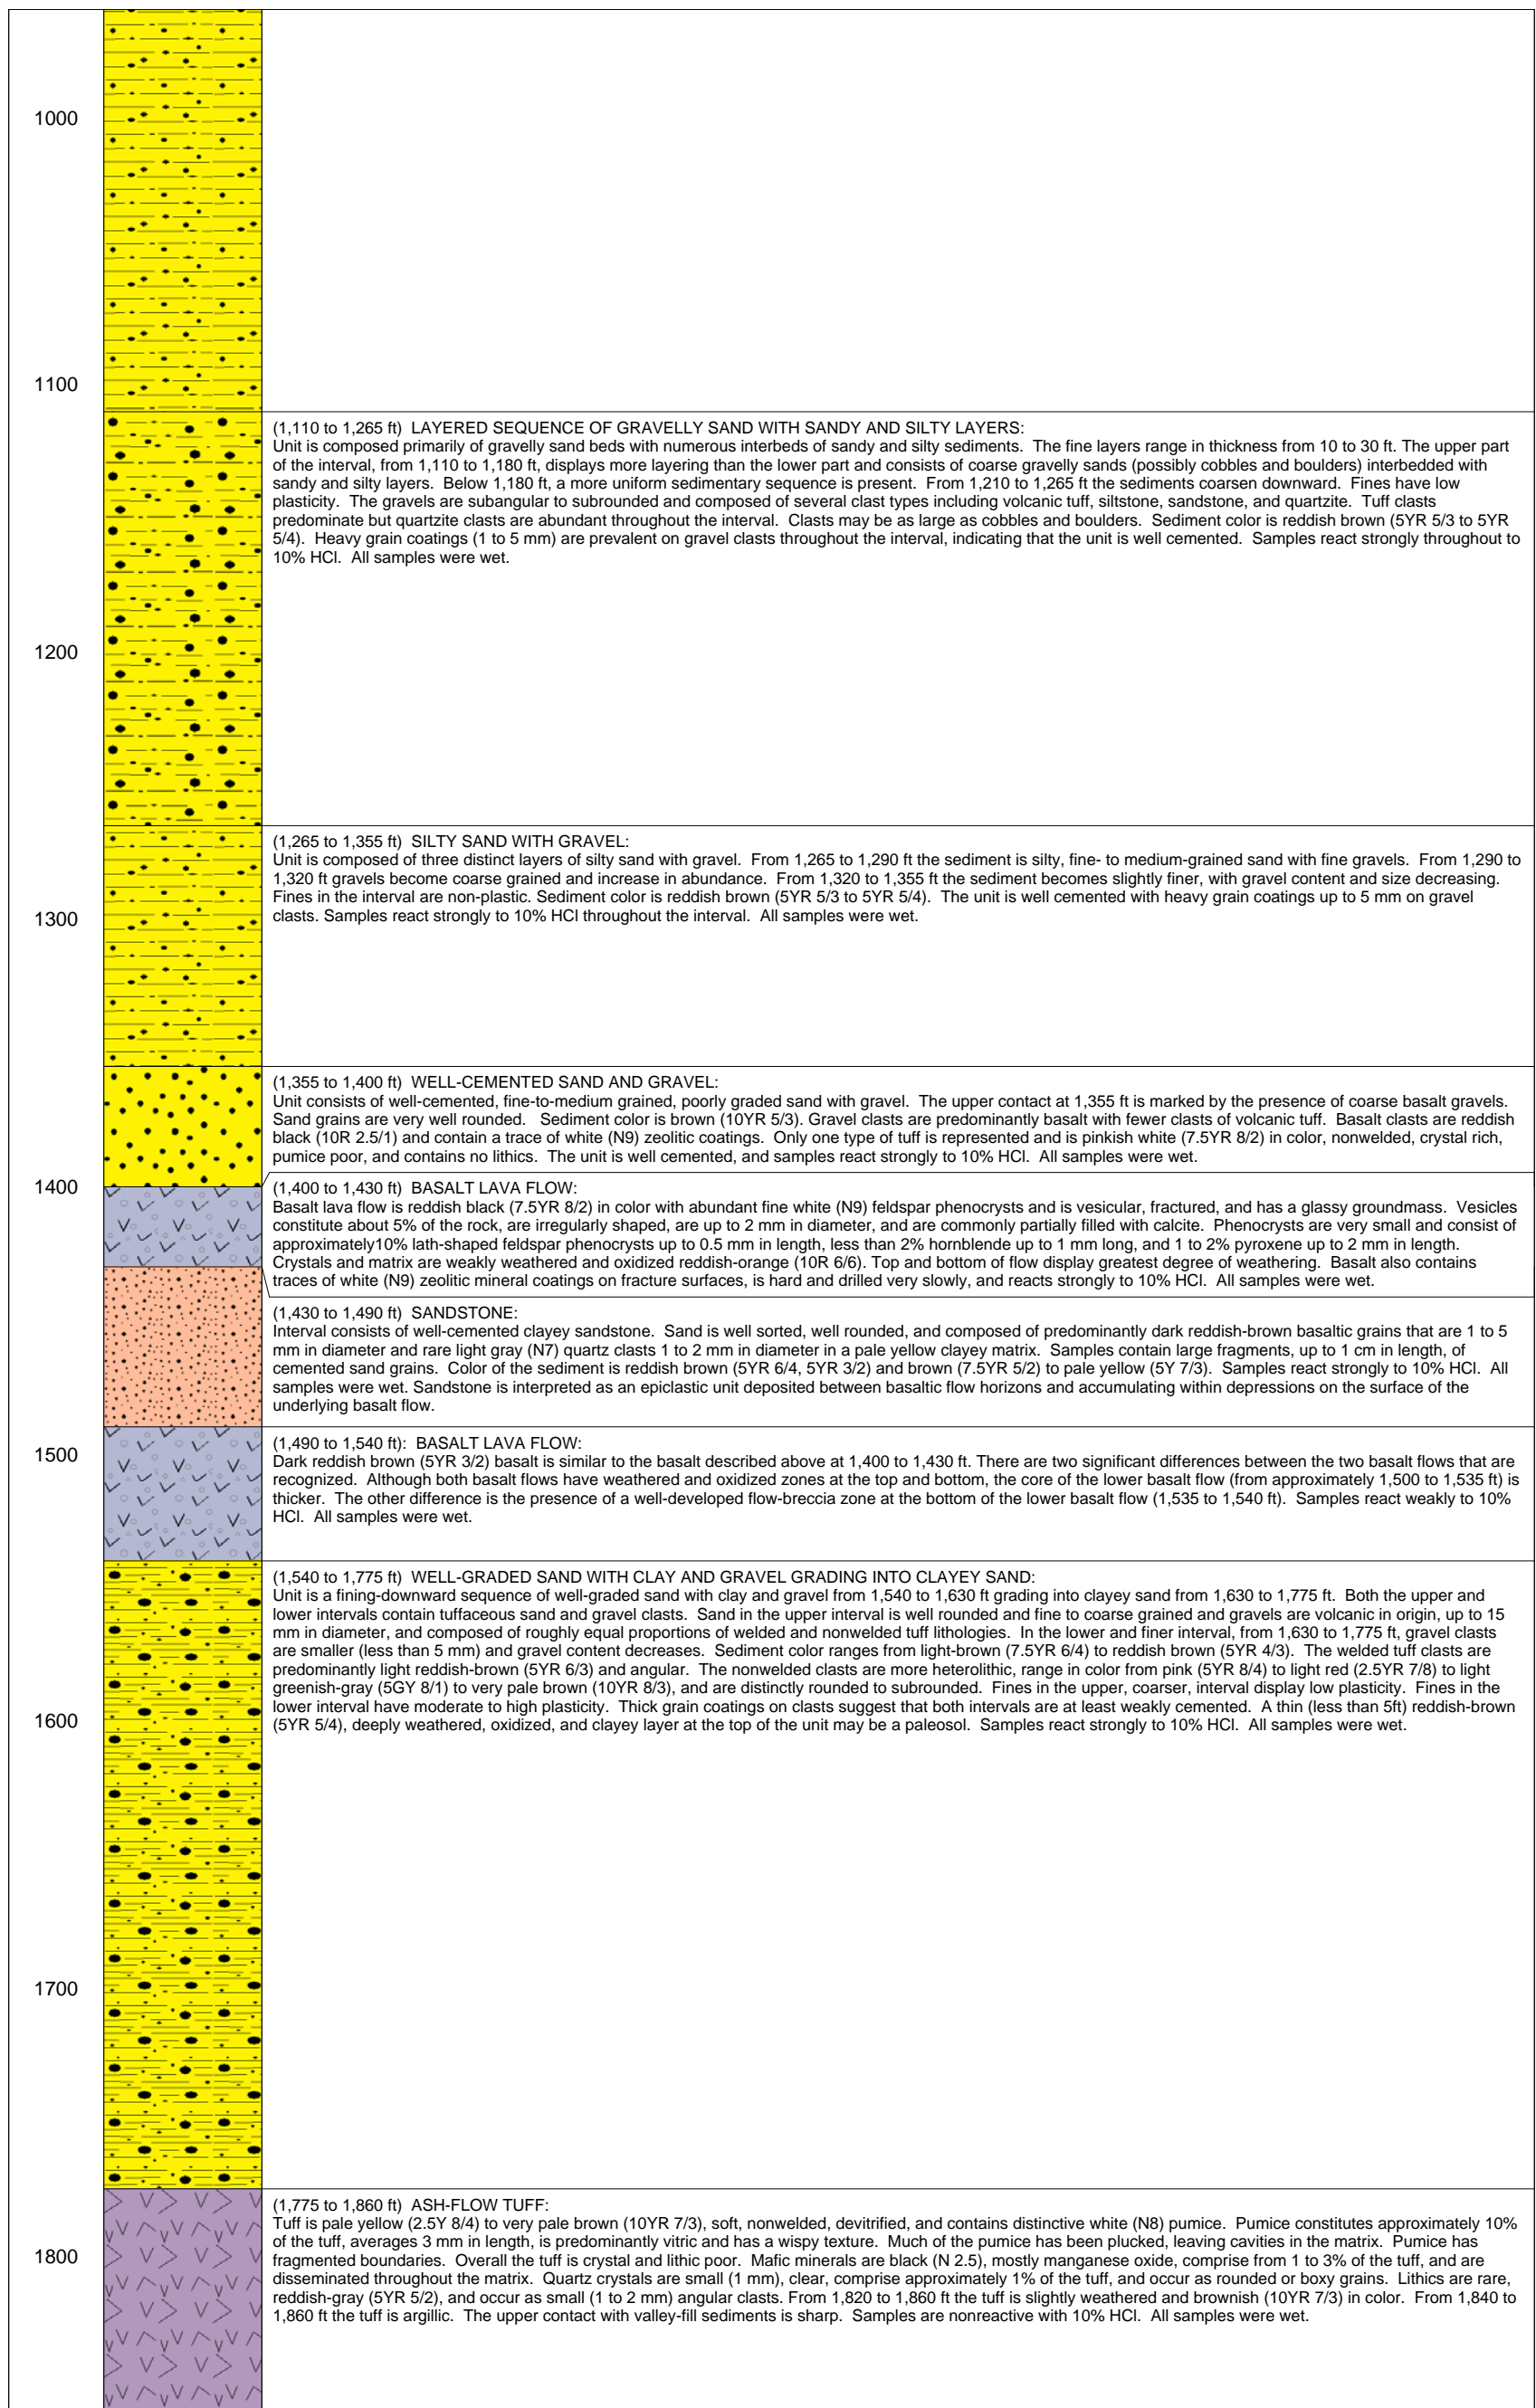 1000
1100
(1,110 to 1,265 ft)  LAYERED SEQUENCE OF GRAVELLY SAND WITH SANDY AND SILTY LAYERS:
Unit is composed primarily of gravelly sand beds with numerous interbeds of sandy and silty sediments.  The fine layers range in thickness from 10 to 30 ft. The upper part
of the interval, from 1,110 to 1,180 ft, displays more layering than the lower part and consists of coarse gravelly sands (possibly cobbles and boulders) interbedded with
sandy and silty layers.  Below 1,180 ft, a more uniform sedimentary sequence is present.  From 1,210 to 1,265 ft the sediments coarsen downward.  Fines have low
plasticity.  The gravels are subangular to subrounded and composed of several clast types including volcanic tuff, siltstone, sandstone, and quartzite.  Tuff clasts
predominate but quartzite clasts are abundant throughout the interval.  Clasts may be as large as cobbles and boulders.  Sediment color is reddish brown (5YR 5/3 to 5YR
5/4).  Heavy grain coatings (1 to 5 mm) are prevalent on gravel clasts throughout the interval, indicating that the unit is well cemented.  Samples react strongly throughout to
10% HCl.  All samples were wet.
1200
(1,265 to 1,355 ft)  SILTY SAND WITH GRAVEL:
Unit is composed of three distinct layers of silty sand with gravel.  From 1,265 to 1,290 ft the sediment is silty, fine- to medium-grained sand with fine gravels.  From 1,290 to
1,320 ft gravels become coarse grained and increase in abundance.  From 1,320 to 1,355 ft the sediment becomes slightly finer, with gravel content and size decreasing.
Fines in the interval are non-plastic. Sediment color is reddish brown (5YR 5/3 to 5YR 5/4).  The unit is well cemented with heavy grain coatings up to 5 mm on gravel
clasts. Samples react strongly to 10% HCl throughout the interval.  All samples were wet.
1300
(1,355 to 1,400 ft)  WELL-CEMENTED SAND AND GRAVEL:
Unit consists of well-cemented, fine-to-medium grained, poorly graded sand with gravel.  The upper contact at 1,355 ft is marked by the presence of coarse basalt gravels.
Sand grains are very well rounded.   Sediment color is brown (10YR 5/3). Gravel clasts are predominantly basalt with fewer clasts of volcanic tuff.  Basalt clasts are reddish
black (10R 2.5/1) and contain a trace of white (N9) zeolitic coatings.  Only one type of tuff is represented and is pinkish white (7.5YR 8/2) in color, nonwelded, crystal rich,
pumice poor, and contains no lithics.  The unit is well cemented, and samples react strongly to 10% HCl.  All samples were wet.
1400
(1,400 to 1,430 ft)  BASALT LAVA FLOW:
Basalt lava flow is reddish black (7.5YR 8/2) in color with abundant fine white (N9) feldspar phenocrysts and is vesicular, fractured, and has a glassy groundmass.  Vesicles
constitute about 5% of the rock, are irregularly shaped, are up to 2 mm in diameter, and are commonly partially filled with calcite.  Phenocrysts are very small and consist of
approximately10% lath-shaped feldspar phenocrysts up to 0.5 mm in length, less than 2% hornblende up to 1 mm long, and 1 to 2% pyroxene up to 2 mm in length.
Crystals and matrix are weakly weathered and oxidized reddish-orange (10R 6/6). Top and bottom of flow display greatest degree of weathering.  Basalt also contains
traces of white (N9) zeolitic mineral coatings on fracture surfaces, is hard and drilled very slowly, and reacts strongly to 10% HCl.  All samples were wet.
(1,430 to 1,490 ft)  SANDSTONE:
Interval consists of well-cemented clayey sandstone.  Sand is well sorted, well rounded, and composed of predominantly dark reddish-brown basaltic grains that are 1 to 5
mm in diameter and rare light gray (N7) quartz clasts 1 to 2 mm in diameter in a pale yellow clayey matrix.  Samples contain large fragments, up to 1 cm in length, of
cemented sand grains.  Color of the sediment is reddish brown (5YR 6/4, 5YR 3/2) and brown (7.5YR 5/2) to pale yellow (5Y 7/3).  Samples react strongly to 10% HCl.  All
samples were wet. Sandstone is interpreted as an epiclastic unit deposited between basaltic flow horizons and accumulating within depressions on the surface of the
underlying basalt flow.
1500
(1,490 to 1,540 ft):  BASALT LAVA FLOW:
Dark reddish brown (5YR 3/2) basalt is similar to the basalt described above at 1,400 to 1,430 ft. There are two significant differences between the two basalt flows that are
recognized.  Although both basalt flows have weathered and oxidized zones at the top and bottom, the core of the lower basalt flow (from approximately 1,500 to 1,535 ft) is
thicker.  The other difference is the presence of a well-developed flow-breccia zone at the bottom of the lower basalt flow (1,535 to 1,540 ft).  Samples react weakly to 10%
HCl.  All samples were wet.
(1,540 to 1,775 ft)  WELL-GRADED SAND WITH CLAY AND GRAVEL GRADING INTO CLAYEY SAND:
Unit is a fining-downward sequence of well-graded sand with clay and gravel from 1,540 to 1,630 ft grading into clayey sand from 1,630 to 1,775 ft.  Both the upper and
lower intervals contain tuffaceous sand and gravel clasts.  Sand in the upper interval is well rounded and fine to coarse grained and gravels are volcanic in origin, up to 15
mm in diameter, and composed of roughly equal proportions of welded and nonwelded tuff lithologies.  In the lower and finer interval, from 1,630 to 1,775 ft, gravel clasts
are smaller (less than 5 mm) and gravel content decreases.  Sediment color ranges from light-brown (7.5YR 6/4) to reddish brown (5YR 4/3).  The welded tuff clasts are
predominantly light reddish-brown (5YR 6/3) and angular.  The nonwelded clasts are more heterolithic, range in color from pink (5YR 8/4) to light red (2.5YR 7/8) to light
greenish-gray (5GY 8/1) to very pale brown (10YR 8/3), and are distinctly rounded to subrounded.  Fines in the upper, coarser, interval display low plasticity.  Fines in the
lower interval have moderate to high plasticity.  Thick grain coatings on clasts suggest that both intervals are at least weakly cemented.  A thin (less than 5ft) reddish-brown
(5YR 5/4), deeply weathered, oxidized, and clayey layer at the top of the unit may be a paleosol.  Samples react strongly to 10% HCl.  All samples were wet.
1600
1700
(1,775 to 1,860 ft)  ASH-FLOW TUFF:
Tuff is pale yellow (2.5Y 8/4) to very pale brown (10YR 7/3), soft, nonwelded, devitrified, and contains distinctive white (N8) pumice.  Pumice constitutes approximately 10%
of the tuff, averages 3 mm in length, is predominantly vitric and has a wispy texture.  Much of the pumice has been plucked, leaving cavities in the matrix.  Pumice has
fragmented boundaries.  Overall the tuff is crystal and lithic poor.  Mafic minerals are black (N 2.5), mostly manganese oxide, comprise from 1 to 3% of the tuff, and are
disseminated throughout the matrix.  Quartz crystals are small (1 mm), clear, comprise approximately 1% of the tuff, and occur as rounded or boxy grains.  Lithics are rare,
reddish-gray (5YR 5/2), and occur as small (1 to 2 mm) angular clasts. From 1,820 to 1,860 ft the tuff is slightly weathered and brownish (10YR 7/3) in color.  From 1,840 to
1,860 ft the tuff is argillic.  The upper contact with valley-fill sediments is sharp.  Samples are nonreactive with 10% HCl.  All samples were wet.
1800